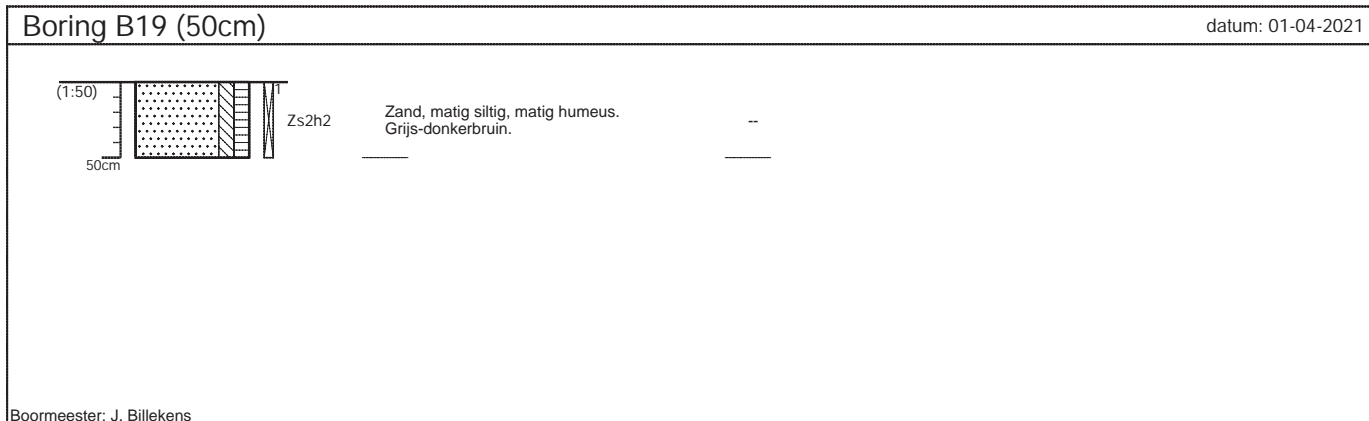 Boring B19 (50cm)
datum: 01-04-2021
(1:50)
1
Zs2h2
Zand, matig siltig, matig humeus.
Grijs-donkerbruin.
--
50cm
Boormeester: J. Billekens